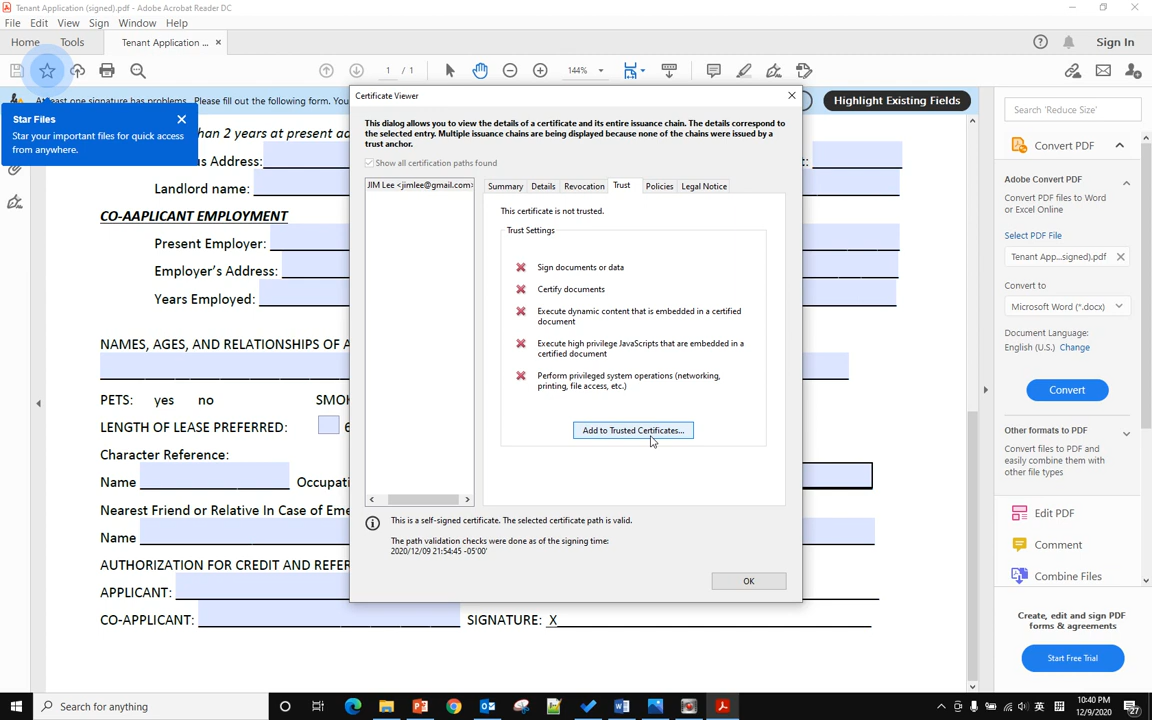 Tenant Application (signed).pdf - Adobe Acrobat Reader DC
File Edit View Sign Window Help
Home Tools Tenant Application ... × Sign In
1 / 1 144%
At least one signature has problems. Please fill out the following form. You
Highlight Existing Fields
Star Files
Star your important files for quick access
from anywhere.
han 2 years at present ad
us Address:
Landlord name:
CO-AAPLICANT EMPLOYMENT
Present Employer:
Employer's Address:
Years Employed:
NAMES, AGES, AND RELATIONSHIPS OF A
PETS: yes no SMO
LENGTH OF LEASE PREFERRED: 6
Character Reference:
Name Occupati
Nearest Friend or Relative In Case of Eme
Name
AUTHORIZATION FOR CREDIT AND REFER
APPLICANT:
CO-APPLICANT: SIGNATURE: X
Certificate Viewer
This dialog allows you to view the details of a certificate and its entire issuance chain. The details correspond to
the selected entry. Multiple issuance chains are being displayed because none of the chains were issued by a
trust anchor.
Show all certification paths found
JIM Lee <jimlee@gmail.com>
Summary Details Revocation Trust Policies Legal Notice
This certificate is not trusted.
Trust Settings
Sign documents or data
Certify documents
Execute dynamic content that is embedded in a certified
document
Execute high privilege JavaScripts that are embedded in a
certified document
Perform privileged system operations (networking,
printing, file access, etc.)
Add to Trusted Certificates...
This is a self-signed certificate. The selected certificate path is valid.
The path validation checks were done as of the signing time:
2020/12/09 21:54:45 -05'00'
OK
Search 'Reduce Size'
Convert PDF
Adobe Convert PDF
Convert PDF files to Word
or Excel Online
Select PDF File
Tenant App...signed).pdf
Convert to
Microsoft Word (*.docx)
Document Language:
English (U.S.) Change
Convert
Other formats to PDF
Convert files to PDF and
easily combine them with
other file types
Edit PDF
Comment
Combine Files
Create, edit and sign PDF
forms & agreements
Start Free Trial
Search for anything
英
10:40 PM
12/9/2020
27